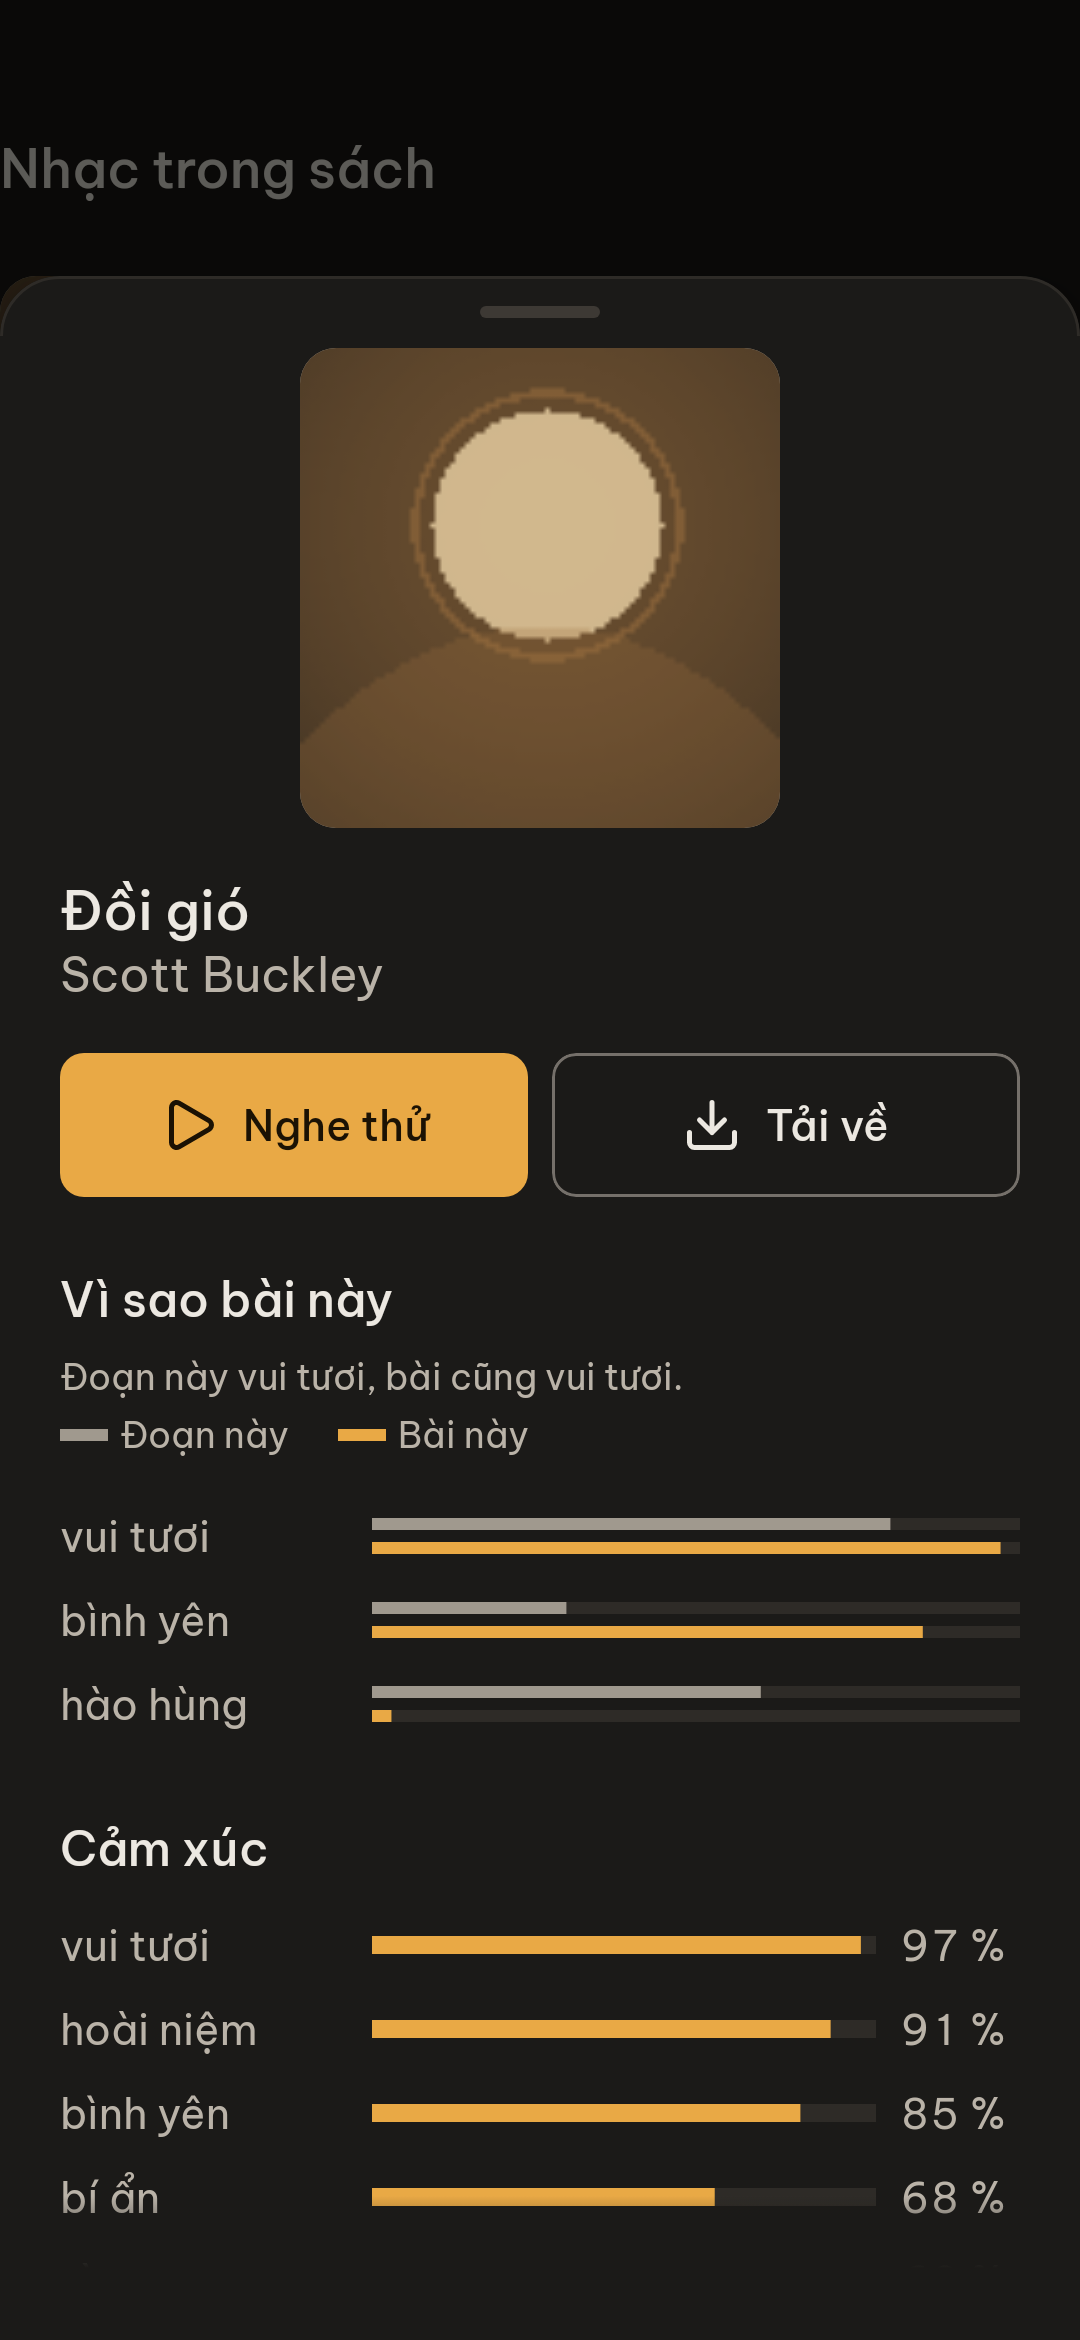 Nhạc trong sách
Đồi gió
Scott Buckley
Nghe thử
Tải về
Vì sao bài này
Đoạn này vui tươi, bài cũng vui tươi.
Đoạn này
Bài này
vui tươi
bình yên
hào hùng
Cảm xúc
vui tươi 97 %
hoài niệm 91 %
bình yên 85 %
bí ẩn 68 %